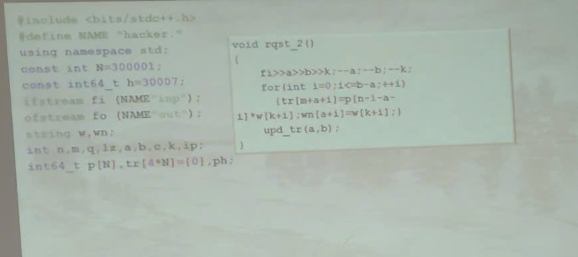 #include <bits/stdc++.h>
#define NAME "hacker."
using namespace std;
const int N=300001;
const int64_t h=30007;
ifstream fi (NAME"inp");
ofstream fo (NAME"out");
string w,wn;
int n,m,q,lz,a,b,c,k,ip;
int64_t p[N],tr[4*N]={0},ph;
void rqst_2()
{
fi>>a>>b>>k;--a;--b;--k;
for(int i=0;i<=b-a;++i)
{tr[m+a+i]=p[n-1-a-
i]*w[k+i];wn[a+i]=w[k+i];}
upd_tr(a,b);
}